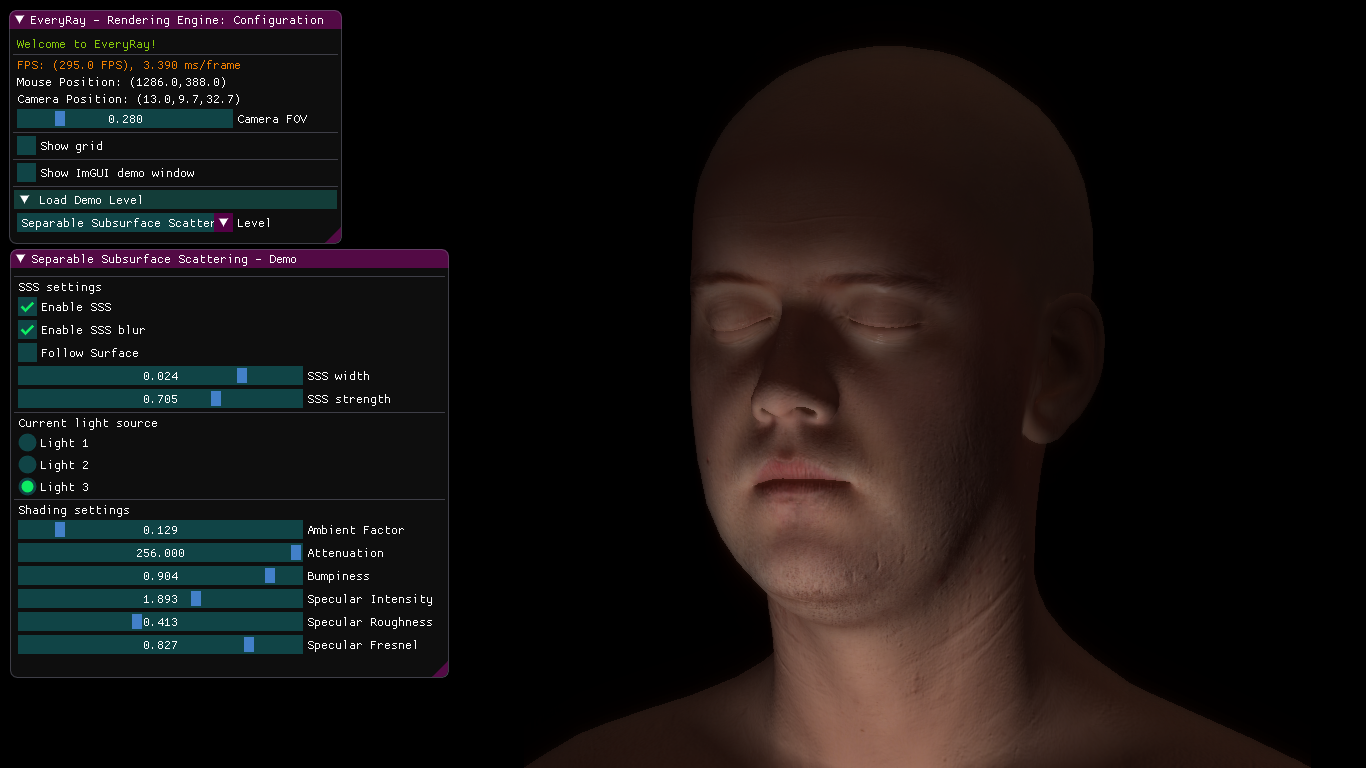 EveryRay - Rendering Engine: Configuration
Welcome to EveryRay!
FPS: (295.0 FPS), 3.390 ms/frame
Mouse Position: (1286.0,388.0)
Camera Position: (13.0,9.7,32.7)
0.280 Camera FOV
Show grid
Show ImGUI demo window
Load Demo Level
Separable Subsurface Scatter Level
Separable Subsurface Scattering - Demo
SSS settings
Enable SSS
Enable SSS blur
Follow Surface
0.024 SSS width
0.705 SSS strength
Current light source
Light 1
Light 2
Light 3
Shading settings
0.129 Ambient Factor
256.000 Attenuation
0.904 Bumpiness
1.893 Specular Intensity
0.413 Specular Roughness
0.827 Specular Fresnel